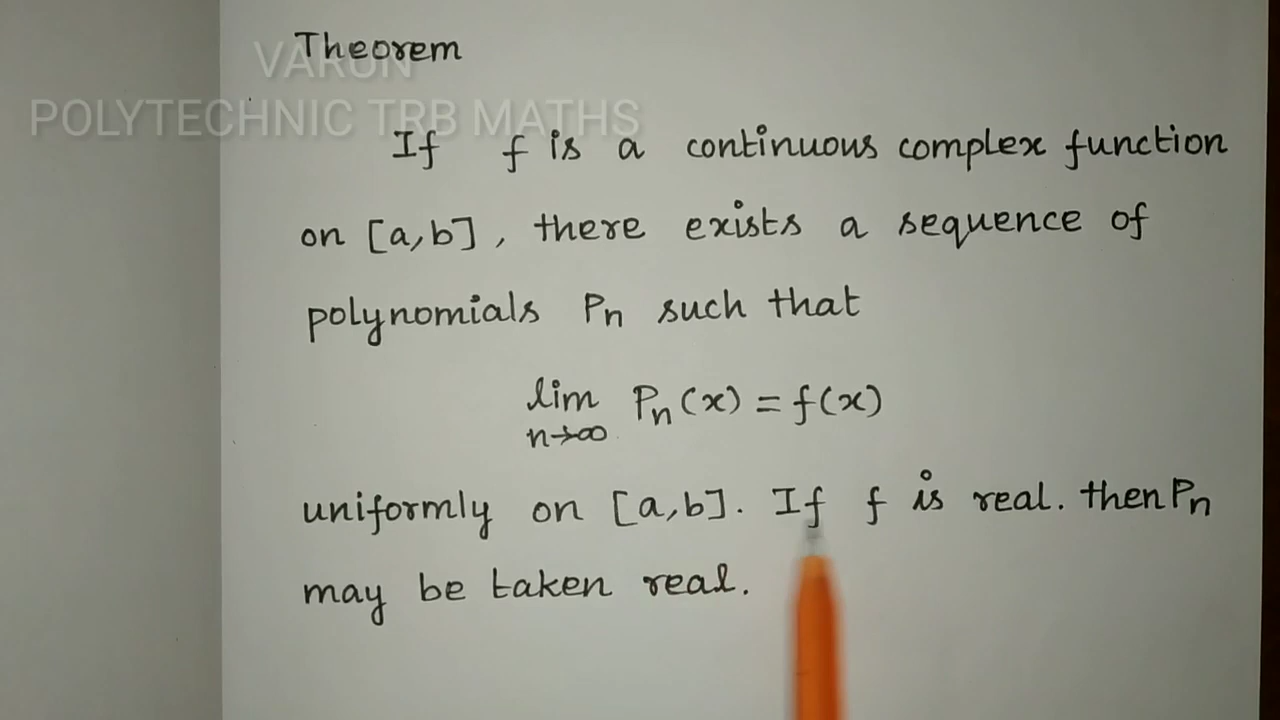 Theorem
VARUN
POLYTECHNIC TRB MATHS
If f is a continuous complex function
on [a,b], there exists a sequence of
polynomials Pn such that
lim Pn(x) = f(x)
n→∞
uniformly on [a,b]. If f is real. then Pn
may be taken real.